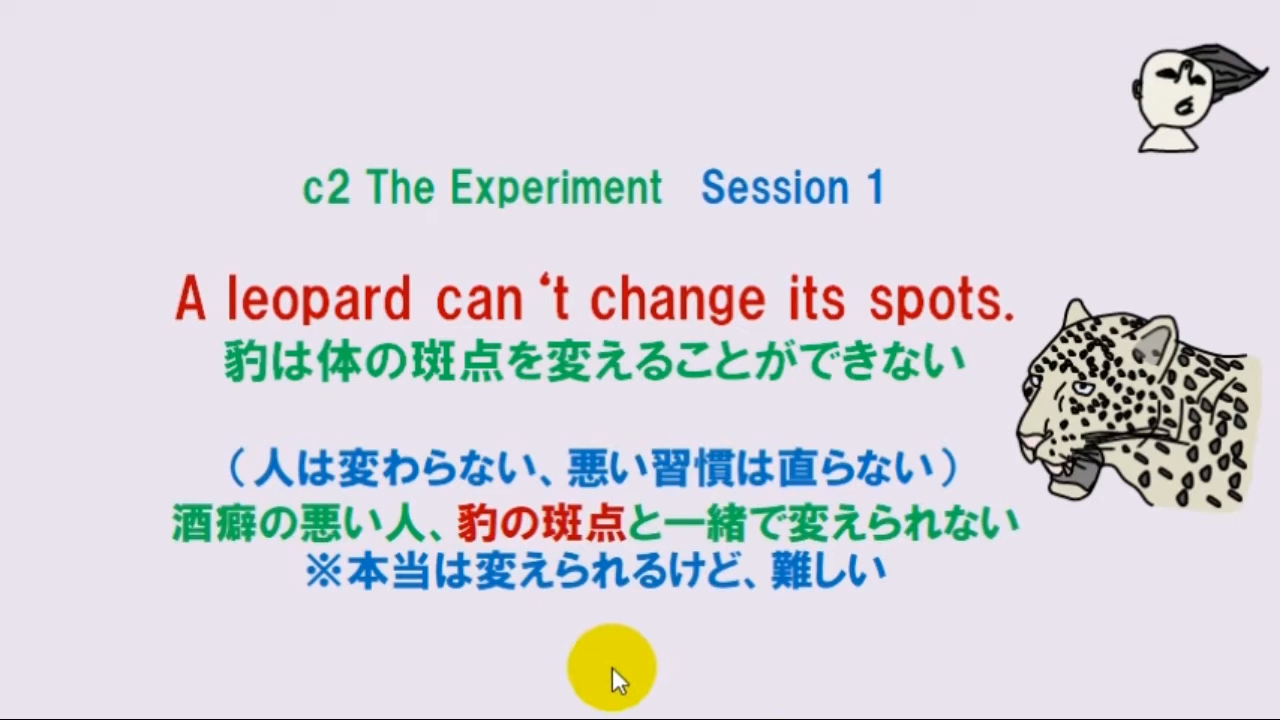 c2 The Experiment Session 1
A leopard can‘t change its spots.
豹は体の斑点を変えることができない
（人は変わらない、悪い習慣は直らない）
酒癖の悪い人、豹の斑点と一緒で変えられない
※本当は変えられるけど、難しい